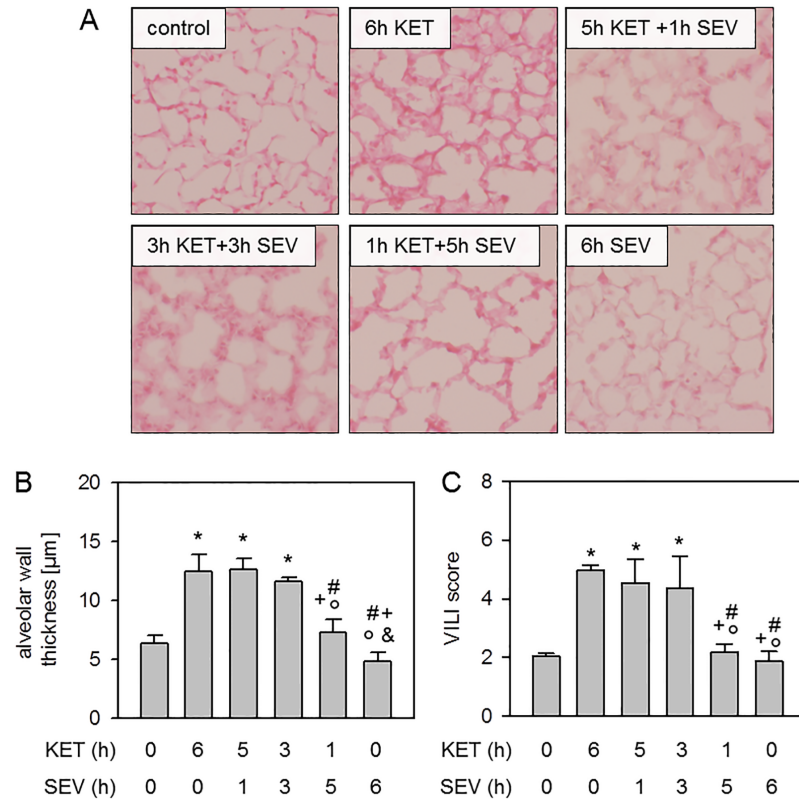 A
control
6h KET
5h KET +1h SEV
3h KET+3h SEV
1h KET+5h SEV
6h SEV
B
alveolar wall
thickness [µm]
20
15
10
5
0
*
*
*
#
+ o
#+
o &
KET (h) 0 6 5 3 1 0
SEV (h) 0 0 1 3 5 6
C
VILI score
8
6
4
2
0
*
*
*
#
+ o
#
+ o
KET (h) 0 6 5 3 1 0
SEV (h) 0 0 1 3 5 6